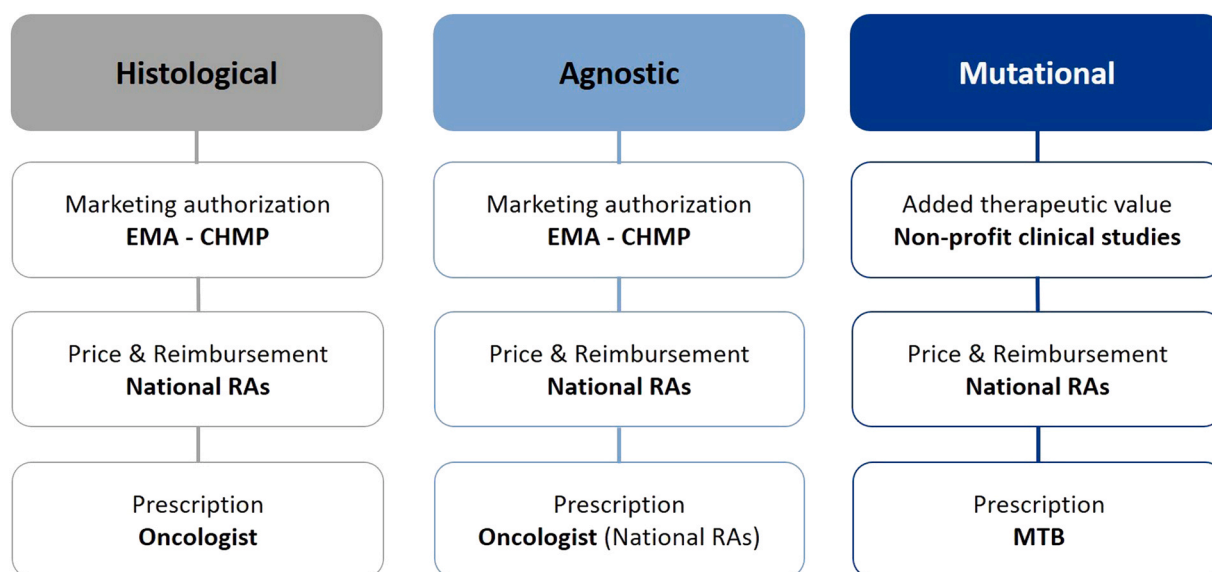 Histological
Marketing authorization
EMA - CHMP
Price & Reimbursement
National RAs
Prescription
Oncologist
Agnostic
Marketing authorization
EMA - CHMP
Price & Reimbursement
National RAs
Prescription
Oncologist (National RAs)
Mutational
Added therapeutic value
Non-profit clinical studies
Price & Reimbursement
National RAs
Prescription
MTB